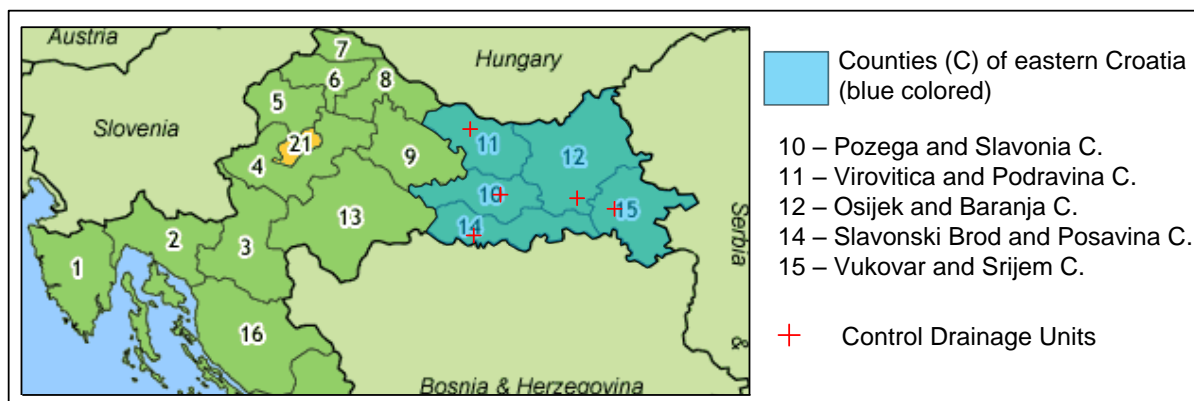 Austria
Hungary
Slovenia
7
6
8
5
21
4
9
11
12
10
15
13
14
2
3
1
16
Serbia
&
Bosnia & Herzegovina
Counties (C) of eastern Croatia
(blue colored)
10 – Pozega and Slavonia C.
11 – Virovitica and Podravina C.
12 – Osijek and Baranja C.
14 – Slavonski Brod and Posavina C.
15 – Vukovar and Srijem C.
Control Drainage Units